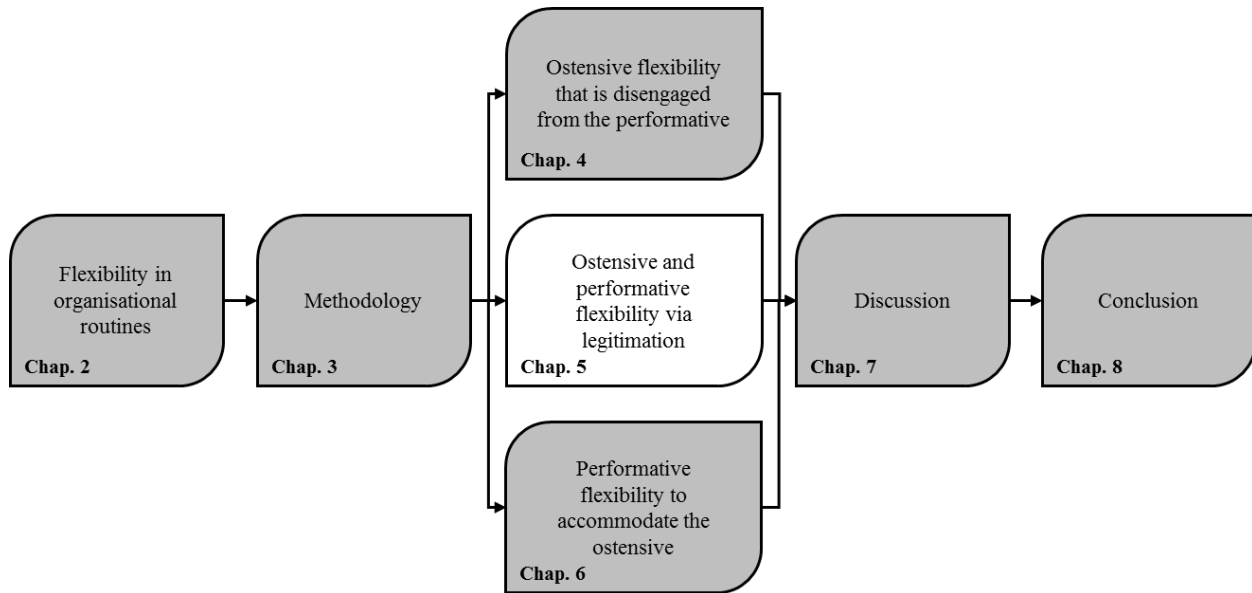 Flexibility in
organisational
routines
Chap. 2
Methodology
Chap. 3
Ostensive flexibility
that is disengaged
from the performative
Chap. 4
Ostensive and
performative
flexibility via
legitimation
Chap. 5
Performative
flexibility to
accommodate the
ostensive
Chap. 6
Discussion
Chap. 7
Conclusion
Chap. 8